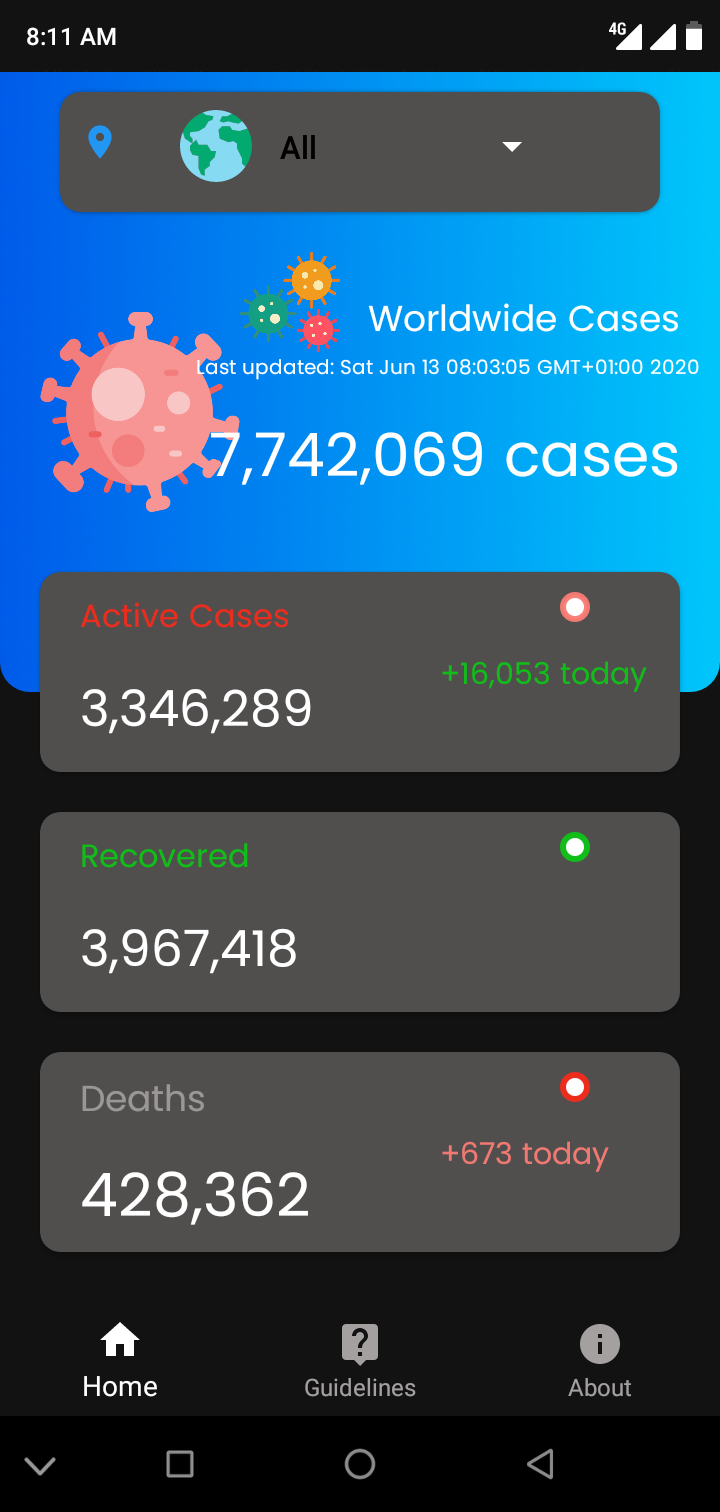 8:11 AM
4G
All
Worldwide Cases
Last updated: Sat Jun 13 08:03:05 GMT+01:00 2020
7,742,069 cases
Active Cases
+16,053 today
3,346,289
Recovered
3,967,418
Deaths
+673 today
428,362
Home
Guidelines
About